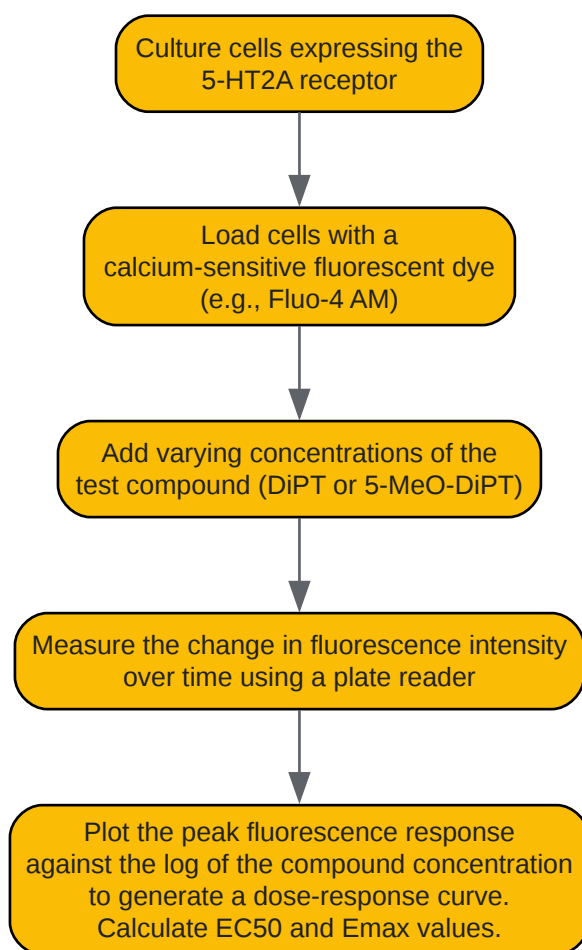 Culture cells expressing the
5-HT2A receptor
Load cells with a
calcium-sensitive fluorescent dye
(e.g., Fluo-4 AM)
Add varying concentrations of the
test compound (DiPT or 5-MeO-DiPT)
Measure the change in fluorescence intensity
over time using a plate reader
Plot the peak fluorescence response
against the log of the compound concentration
to generate a dose-response curve.
Calculate EC50 and Emax values.